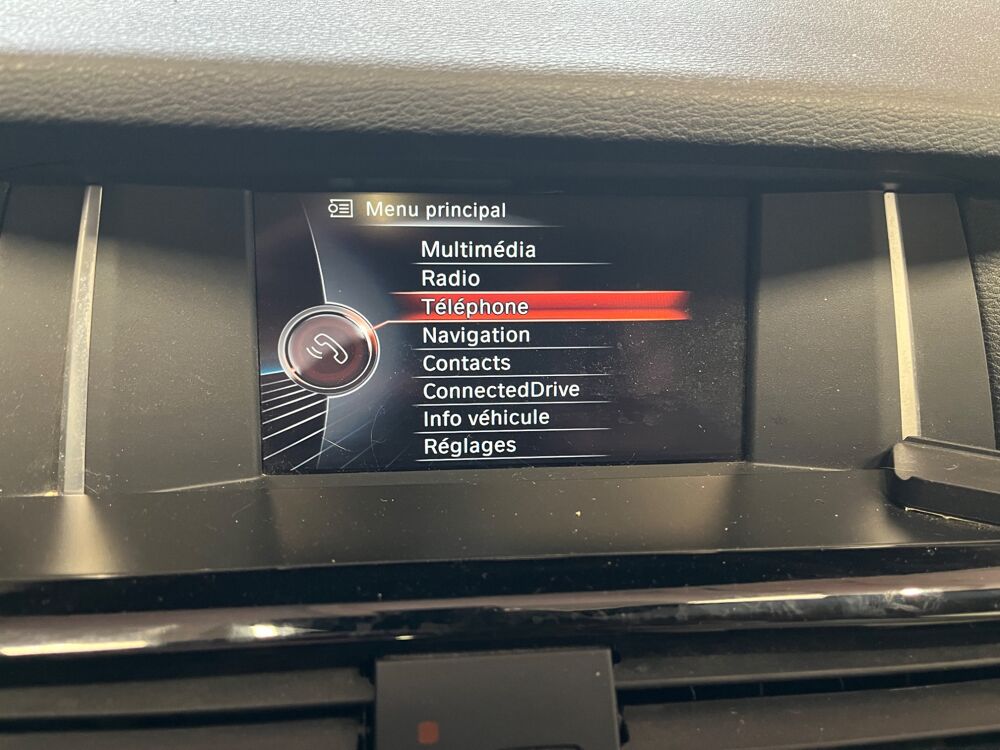 Menu principal
Multimédia
Radio
Téléphone
Navigation
Contacts
ConnectedDrive
Info véhicule
Réglages